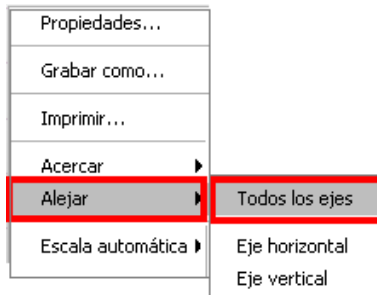 Propiedades...
Grabar como...
Imprimir...
Acercar
Alejar
Todos los ejes
Escala automática
Eje horizontal
Eje vertical